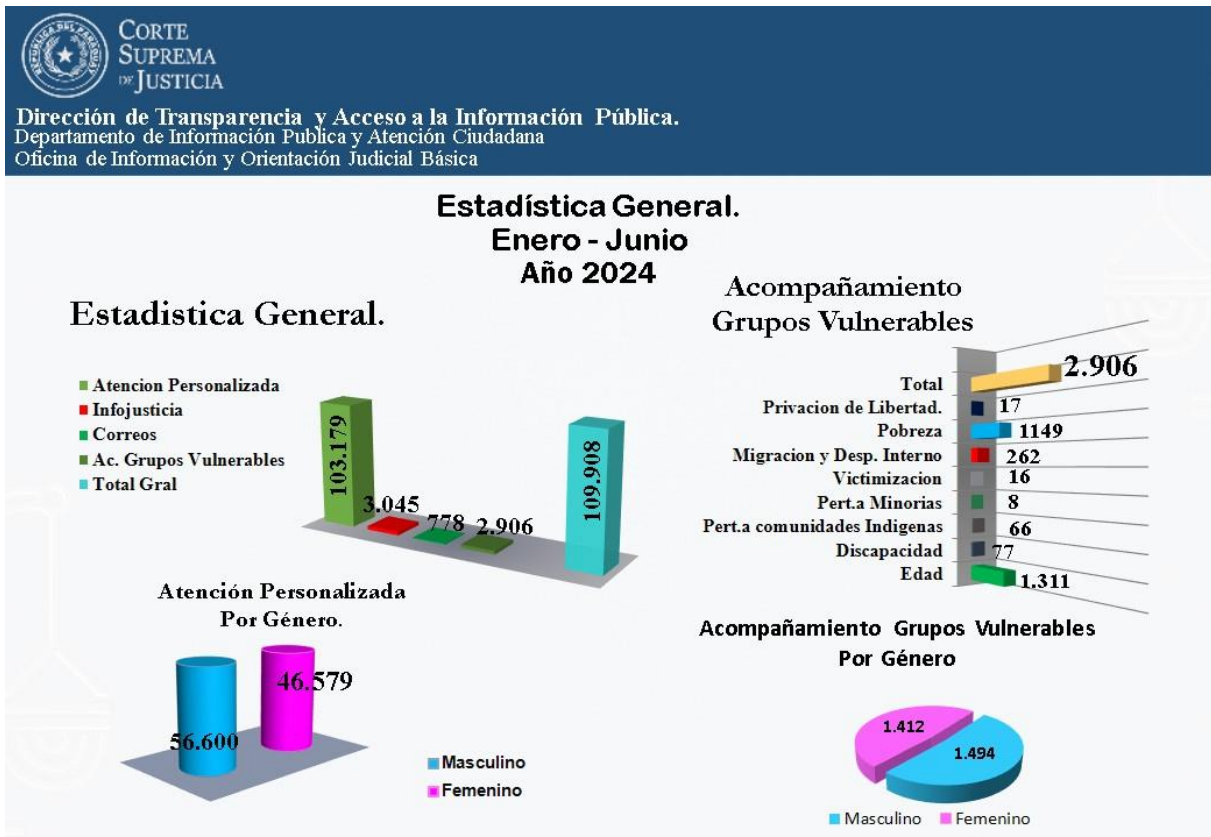 REPUBLICA DEL PARAGUAY
CORTE
SUPREMA
DE JUSTICIA
Dirección de Transparencia y Acceso a la Información Pública.
Departamento de Información Publica y Atención Ciudadana
Oficina de Información y Orientación Judicial Básica
Estadística General.
Enero - Junio
Año 2024
Estadistica General.
Atencion Personalizada
Infojusticia
Correos
Ac. Grupos Vulnerables
Total Gral
103.179
3.045
778
2.906
109.908
Acompañamiento
Grupos Vulnerables
Total 2.906
Privacion de Libertad. 17
Pobreza 1149
Migracion y Desp. Interno 262
Victimizacion 16
Pert.a Minorias 8
Pert.a comunidades Indigenas 66
Discapacidad 77
Edad 1.311
Atención Personalizada
Por Género.
56.600
46.579
Masculino
Femenino
Acompañamiento Grupos Vulnerables
Por Género
1.412
1.494
Masculino Femenino